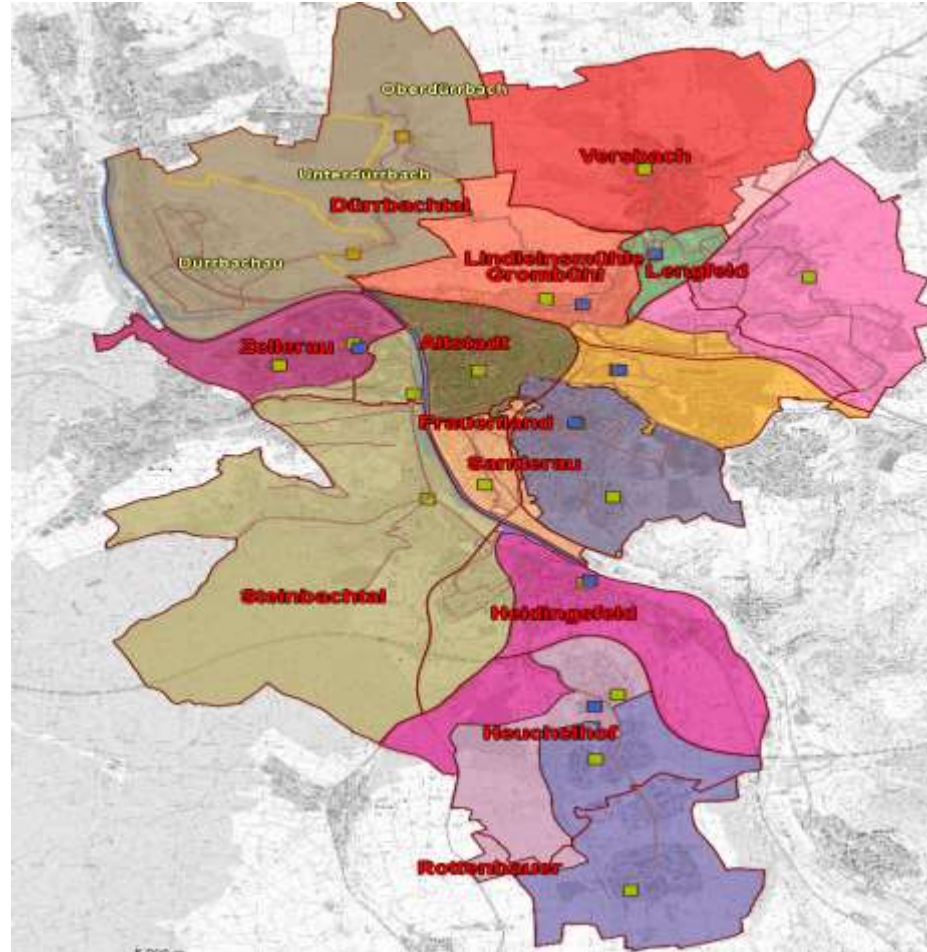 Oberdürrbach
Versbach
Unterdürrbach
Dürrbachtal
Lindleinsmühle
Dürrbachau
Grombühl
Lengfeld
Zellerau
Altstadt
Frauenland
Sanderau
Steinbachtal
Heidingsfeld
Heuchelhof
Rottenbauer